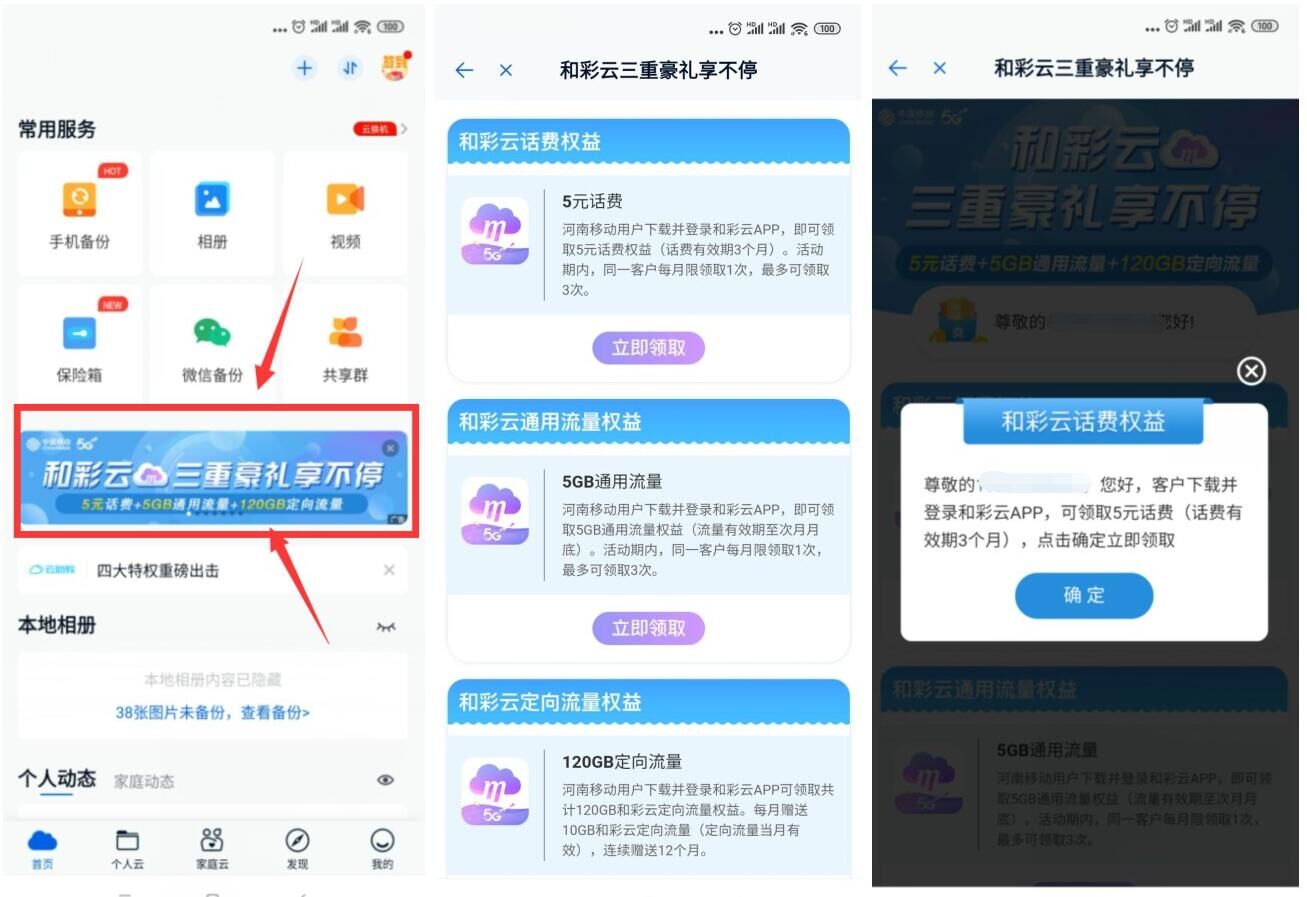 HD HD 100
签到
常用服务
云换机
HOT
手机备份 相册 视频
NEW
保险箱 微信备份 共享群
中国移动 5G
和彩云 三重豪礼享不停
5元话费+5GB通用流量+120GB定向流量
广告
云助教 四大特权重磅出击
本地相册
本地相册内容已隐藏
38张图片未备份，查看备份>
个人动态 家庭动态
首页 个人云 家庭云 发现 我的
HD HD 100
和彩云三重豪礼享不停
和彩云话费权益
5元话费
河南移动用户下载并登录和彩云APP，即可领
取5元话费权益（话费有效期3个月）。活动
期内，同一客户每月限领取1次，最多可领取
3次。
m
5G
立即领取
和彩云通用流量权益
5GB通用流量
河南移动用户下载并登录和彩云APP，即可领
取5GB通用流量权益（流量有效期至次月月
底）。活动期内，同一客户每月限领取1次，
最多可领取3次。
m
5G
立即领取
和彩云定向流量权益
120GB定向流量
河南移动用户下载并登录和彩云APP可领取共
计120GB和彩云定向流量权益。每月赠送
10GB和彩云定向流量（定向流量当月有
效），连续赠送12个月。
m
5G
HD HD 100
和彩云三重豪礼享不停
中国移动 5G
和彩云 m
三重豪礼享不停
5元话费+5GB通用流量+120GB定向流量
尊敬的 您好!
和彩云话费权益
尊敬的 您好，客户下载并
登录和彩云APP，可领取5元话费（话费有
效期3个月），点击确定立即领取
确定
和彩云通用流量权益
5GB通用流量
河南移动用户下载并登录和彩云APP，即可领
取5GB通用流量权益（流量有效期至次月月
底），活动期内，同一客户每月限领取1次，
最多可领取3次。
m
5G